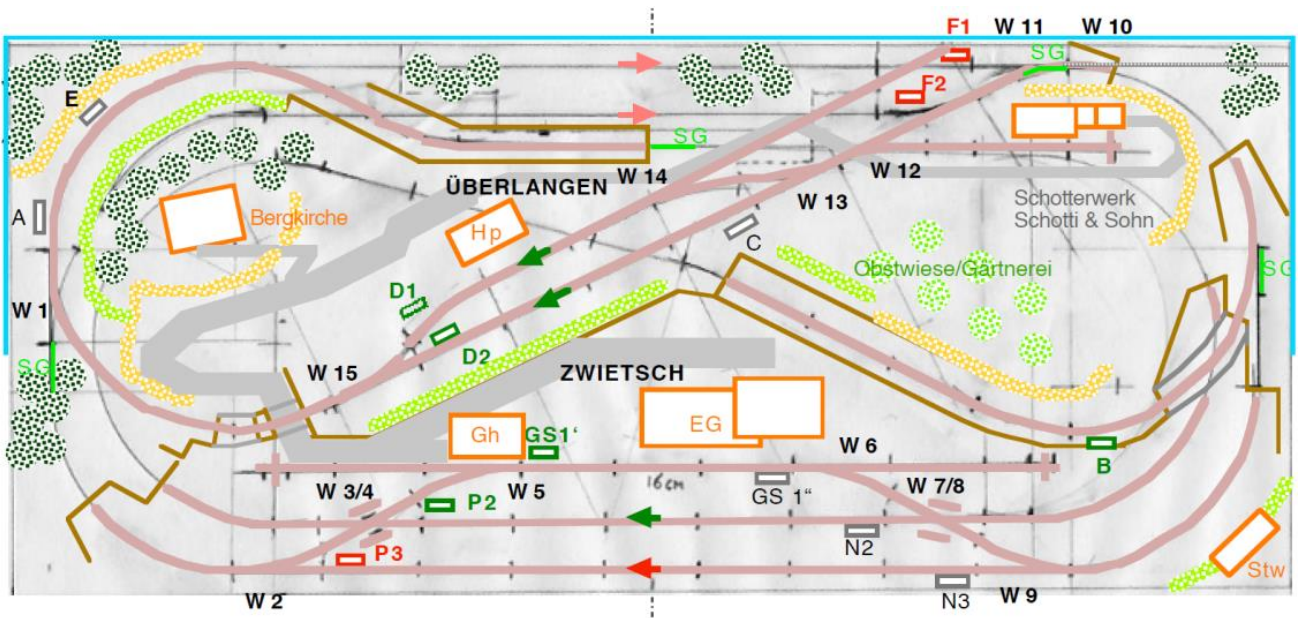 F1
W 11
W 10
SG
E
F2
SG
W 14
W 12
ÜBERLANGEN
A
Bergkirche
Hp
W 13
Schotterwerk
Schotti & Sohn
C
Obstwiese/Gärtnerei
SG
D1
W 1
D2
SG
W 15
ZWIETSCH
Gh
GS1‘
EG
W 6
B
W 3/4
W 5
16cm
GS 1“
W 7/8
P2
N2
P3
Stw
W 2
N3
W 9